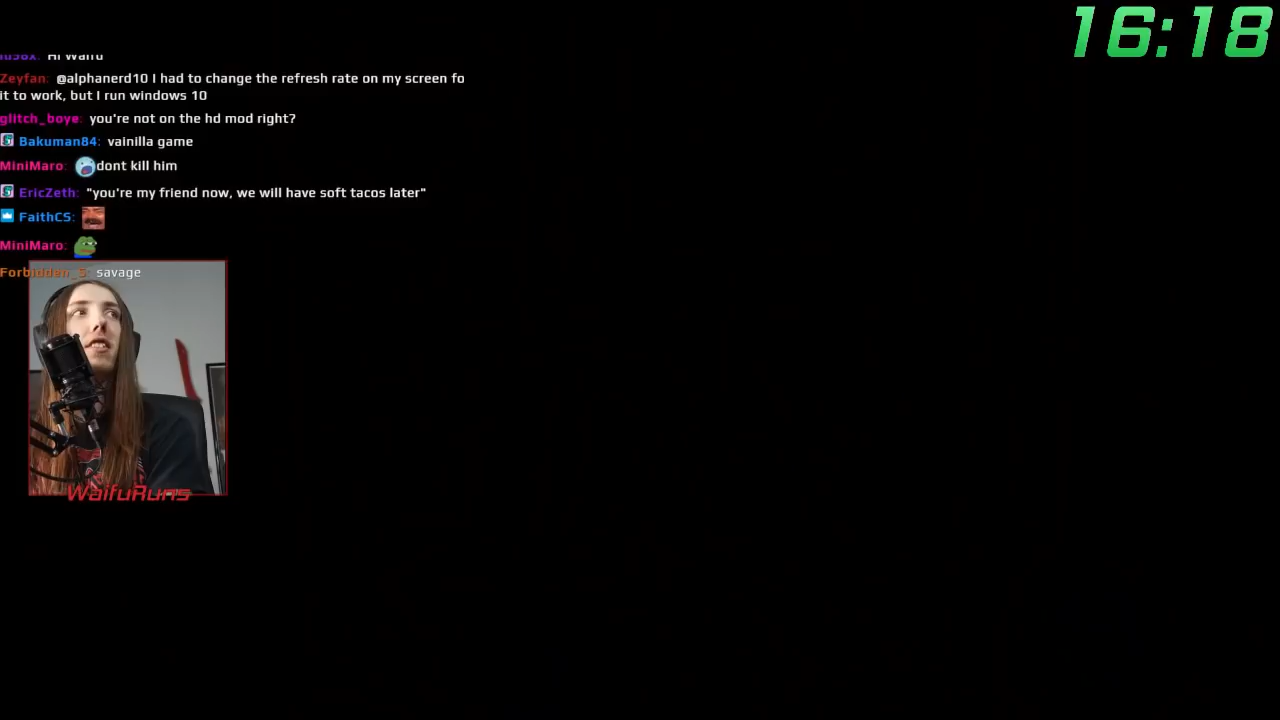 16:18
Hi Waifu
Zeyfan: @alphanerd10 I had to change the refresh rate on my screen fo
it to work, but I run windows 10
glitch_boye: you're not on the hd mod right?
Bakuman84: vainilla game
MiniMaro: dont kill him
EricZeth: "you're my friend now, we will have soft tacos later"
FaithCS:
MiniMaro:
Forbidden_S: savage
WaifuRuns